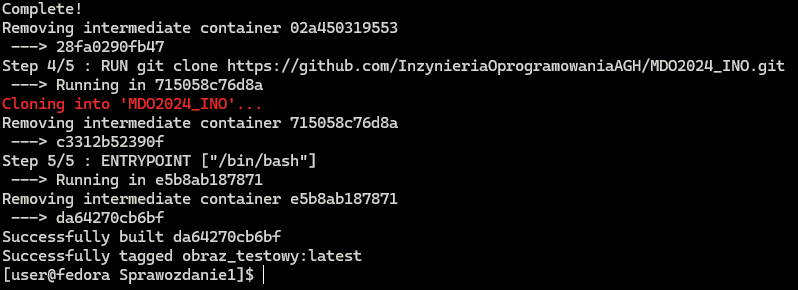 Complete!
Removing intermediate container 02a450319553
 ---> 28fa0290fb47
Step 4/5 : RUN git clone https://github.com/InzynieriaOprogramowaniaAGH/MDO2024_INO.git
 ---> Running in 715058c76d8a
Cloning into 'MDO2024_INO'...
Removing intermediate container 715058c76d8a
 ---> c3312b52390f
Step 5/5 : ENTRYPOINT ["/bin/bash"]
 ---> Running in e5b8ab187871
Removing intermediate container e5b8ab187871
 ---> da64270cb6bf
Successfully built da64270cb6bf
Successfully tagged obraz_testowy:latest
[user@fedora Sprawozdanie1]$